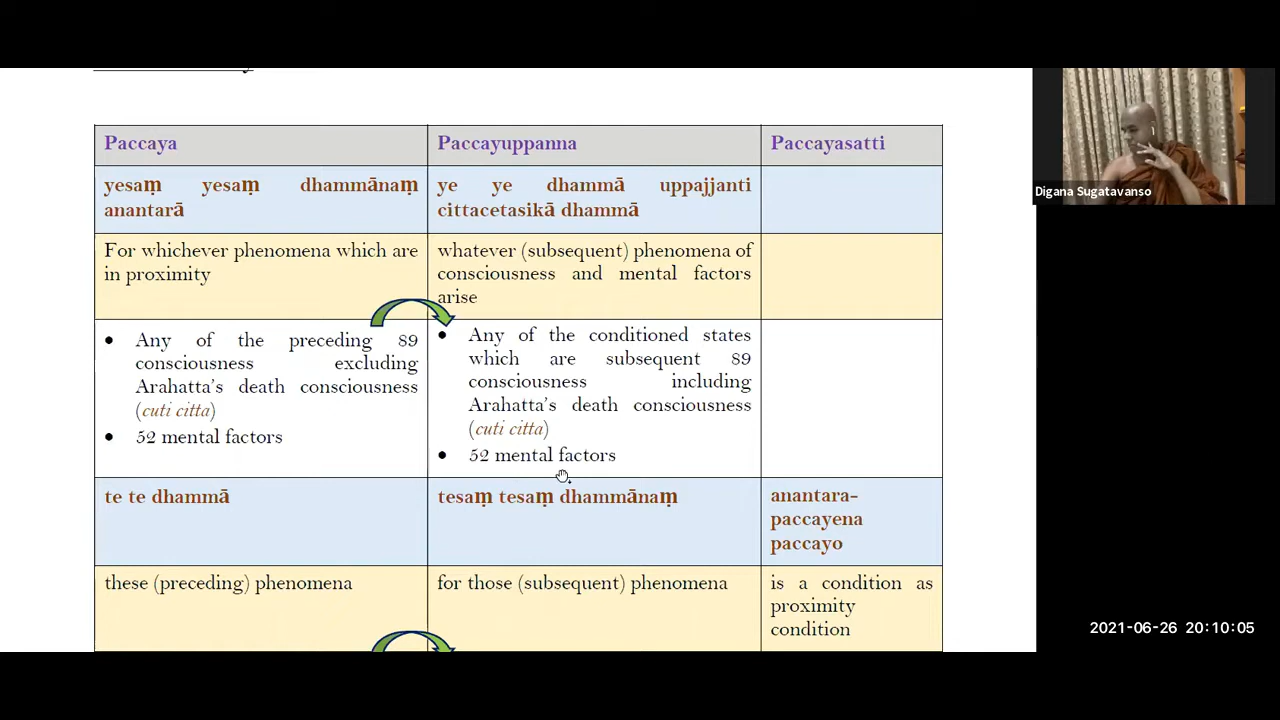 Paccaya
Paccayuppanna
Paccayasatti
yesaṃ yesaṃ dhammānaṃ
anantarā
ye ye dhammā uppajjanti
cittacetasikā dhammā
For whichever phenomena which are
in proximity
whatever (subsequent) phenomena of
consciousness and mental factors
arise
• Any of the preceding 89
consciousness excluding
Arahatta's death consciousness
(cuti citta)
• 52 mental factors
• Any of the conditioned states
which are subsequent 89
consciousness including
Arahatta's death consciousness
(cuti citta)
• 52 mental factors
te te dhammā
tesaṃ tesaṃ dhammānaṃ
anantara-
paccayena
paccayo
these (preceding) phenomena
for those (subsequent) phenomena
is a condition as
proximity
condition
Digana Sugatavanso
2021-06-26 20:10:05